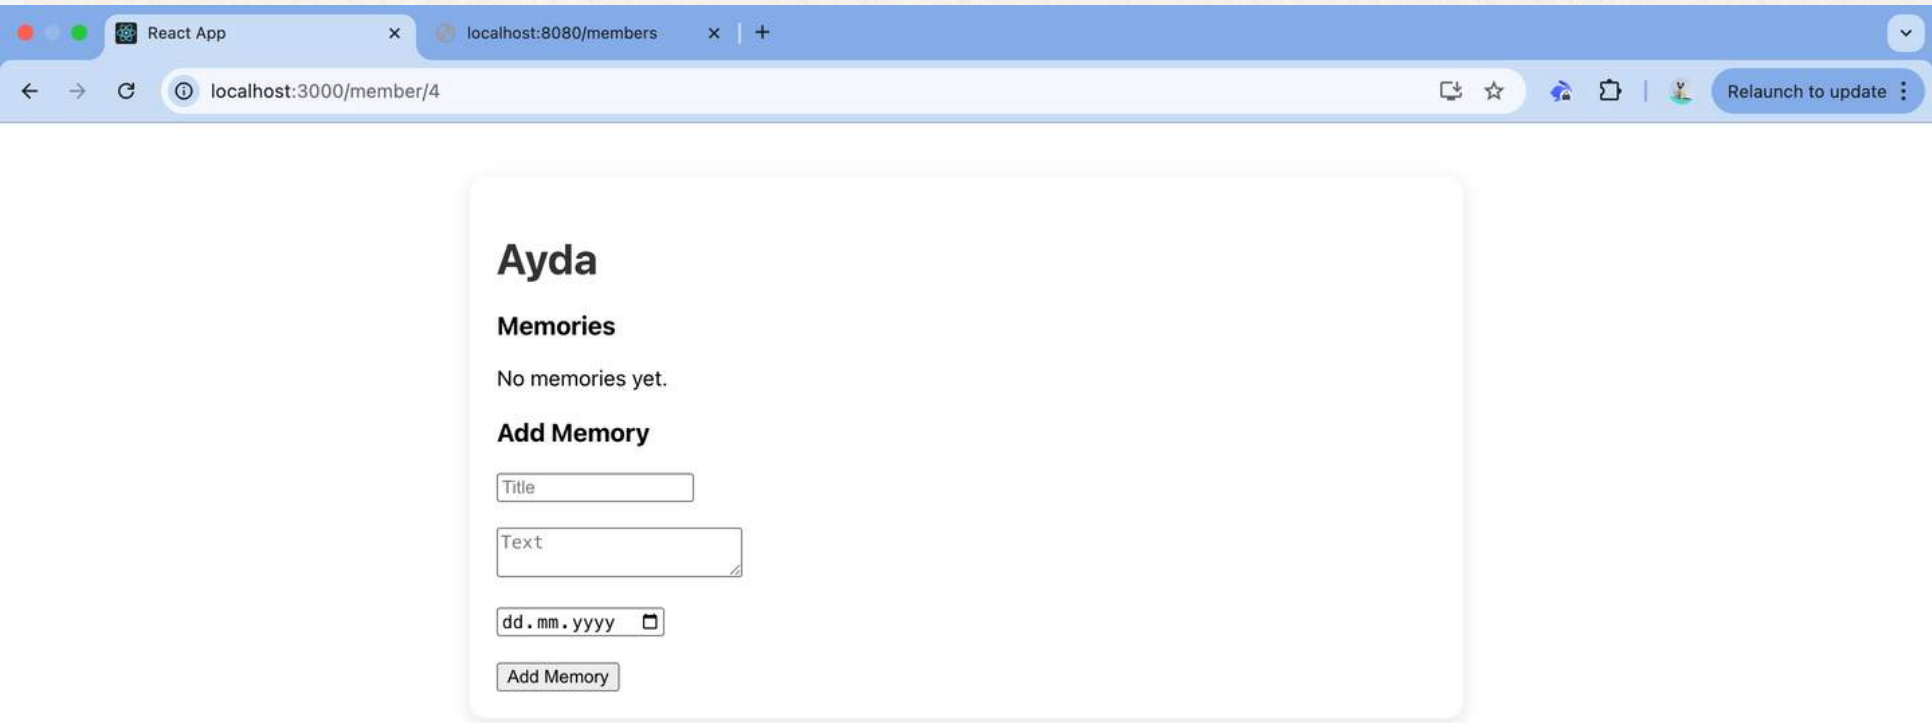 React App
localhost:8080/members
localhost:3000/member/4
Relaunch to update
Ayda
Memories
No memories yet.
Add Memory
Title
Text
dd.mm.yyyy
Add Memory